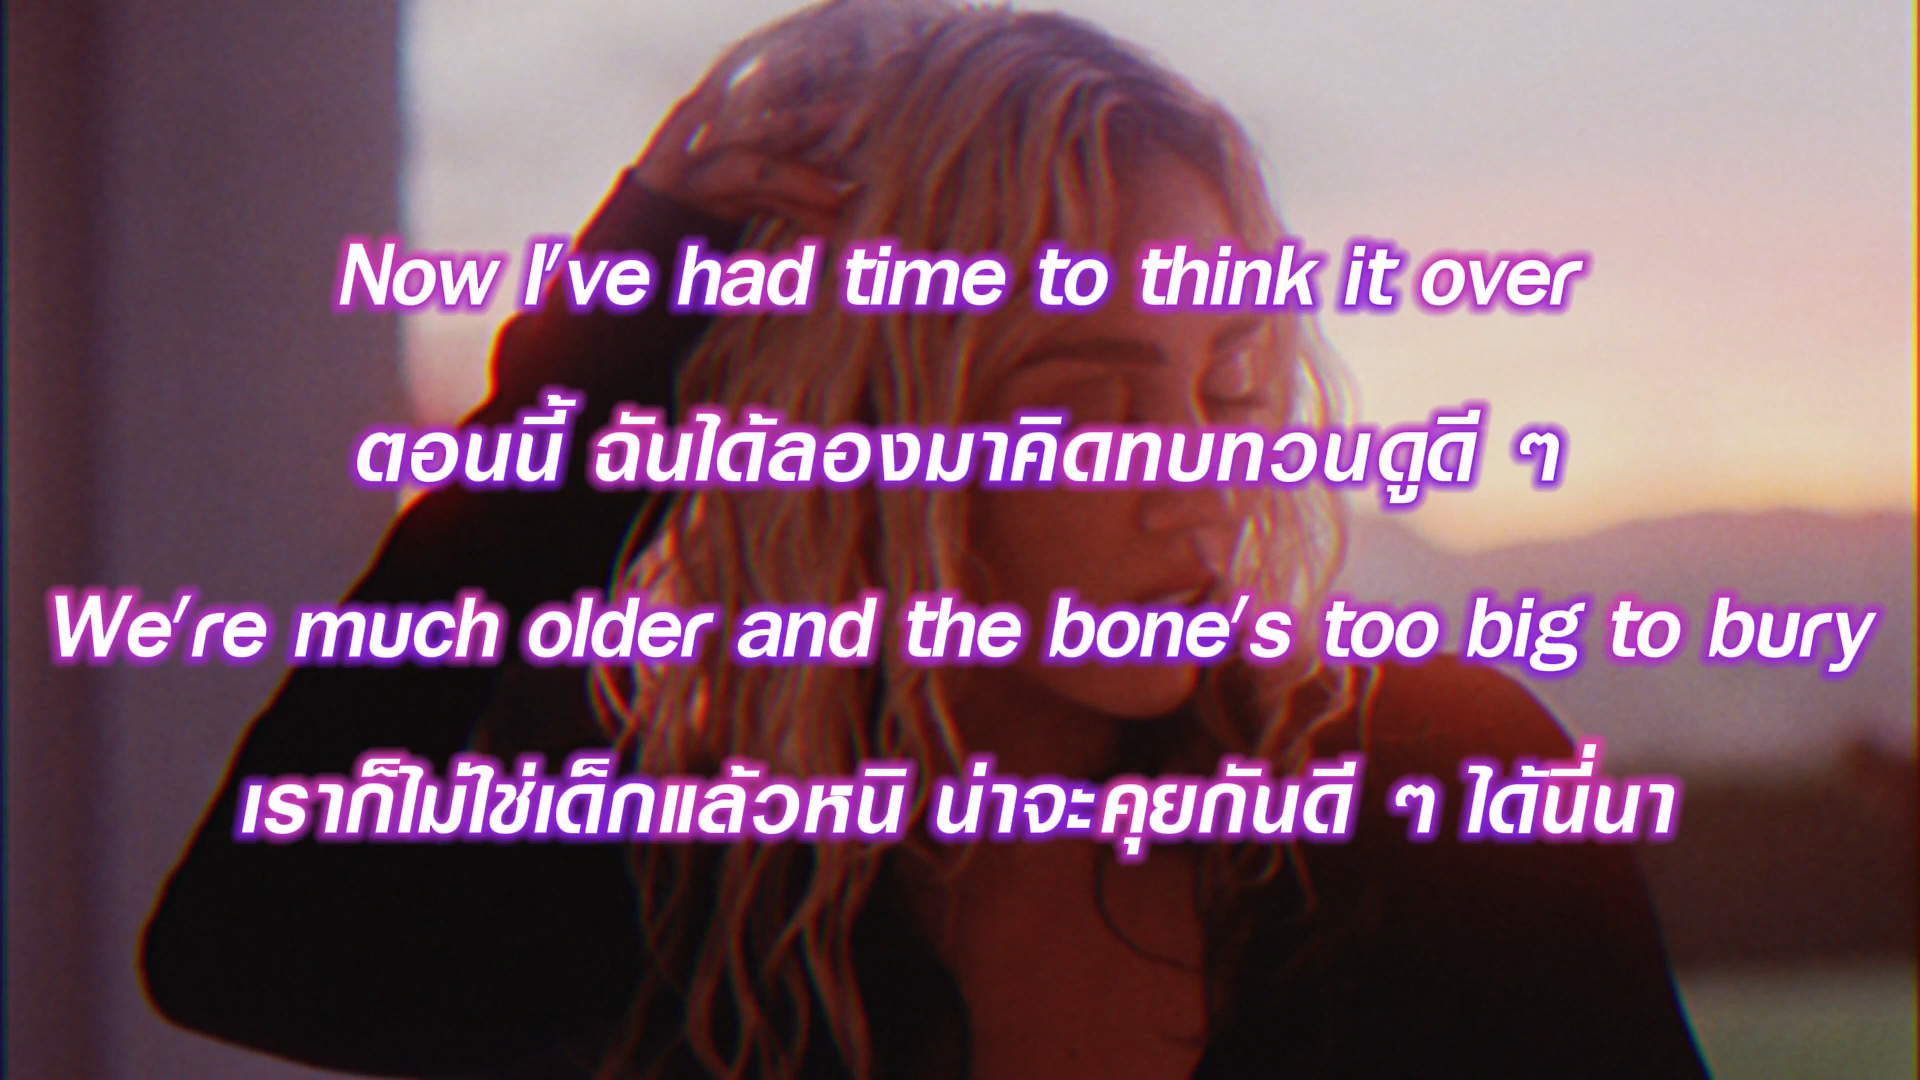 Now I've had time to think it over
ตอนนี้ ฉันได้ลองมาคิดทบทวนดูดี ๆ
We're much older and the bone's too big to bury
เราก็ไม่ใช่เด็กแล้วหนิ น่าจะคุยกันดี ๆ ได้นี่นา